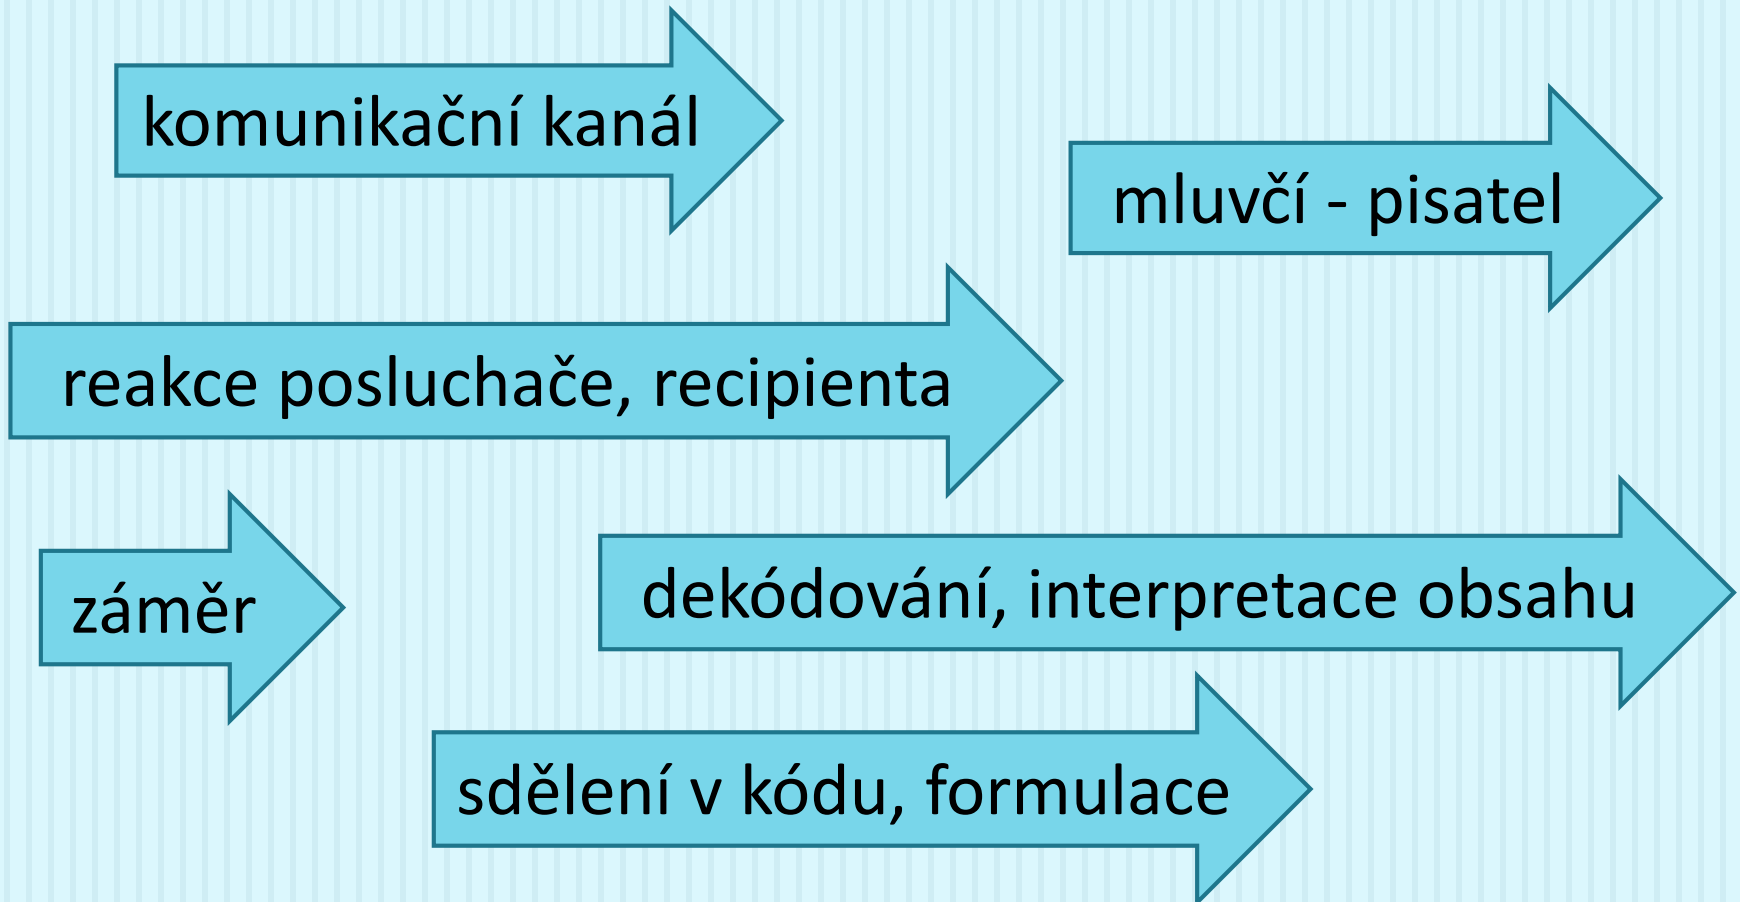 komunikační kanál
mluvčí - pisatel
reakce posluchače, recipienta
záměr
dekódování, interpretace obsahu
sdělení v kódu, formulace